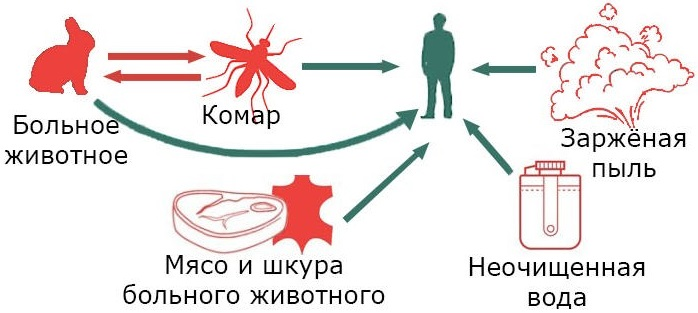 Больное
животное
Комар
Заржёная
пыль
Мясо и шкура
больного животного
Неочищенная
вода